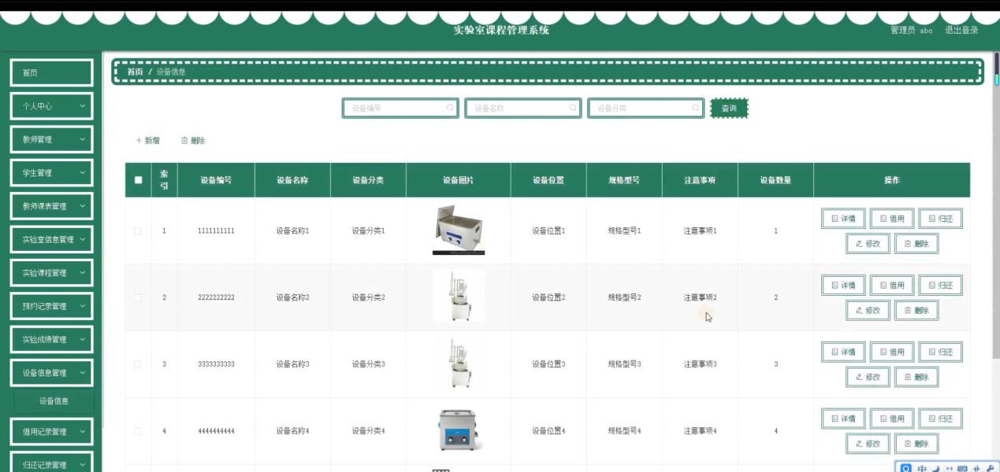 实验室课程管理系统
管理员 abo 退出登录
首页
个人中心
教师管理
学生管理
教师课表管理
实验室信息管理
实验课程管理
预约记录管理
实验成绩管理
设备信息管理
设备信息
借用记录管理
归还记录管理
首页 / 设备信息
设备编号 设备名称 设备分类 查询
新增 删除
索引 设备编号 设备名称 设备分类 设备图片 设备位置 规格型号 注意事项 设备数量 操作
1 1111111111 设备名称1 设备分类1 设备位置1 规格型号1 注意事项1 1 详情 借用 归还
修改 删除
2 2222222222 设备名称2 设备分类2 设备位置2 规格型号2 注意事项2 2 详情 借用 归还
修改 删除
3 3333333333 设备名称3 设备分类3 设备位置3 规格型号3 注意事项3 3 详情 借用 归还
修改 删除
4 4444444444 设备名称4 设备分类4 设备位置4 规格型号4 注意事项4 4 详情 借用 归还
修改 删除
中